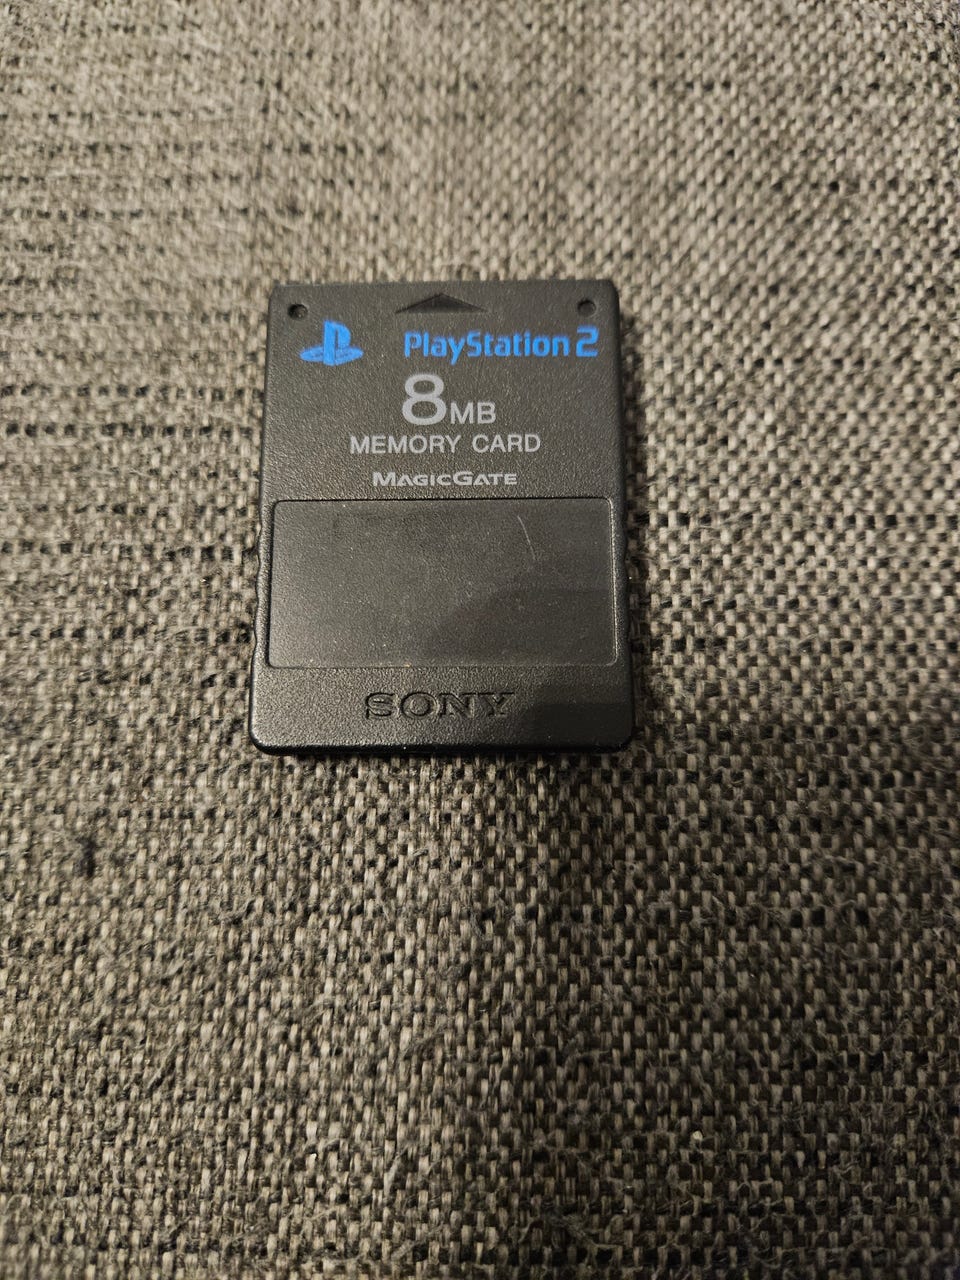 PlayStation 2
8MB
MEMORY CARD
MAGICGATE
SONY